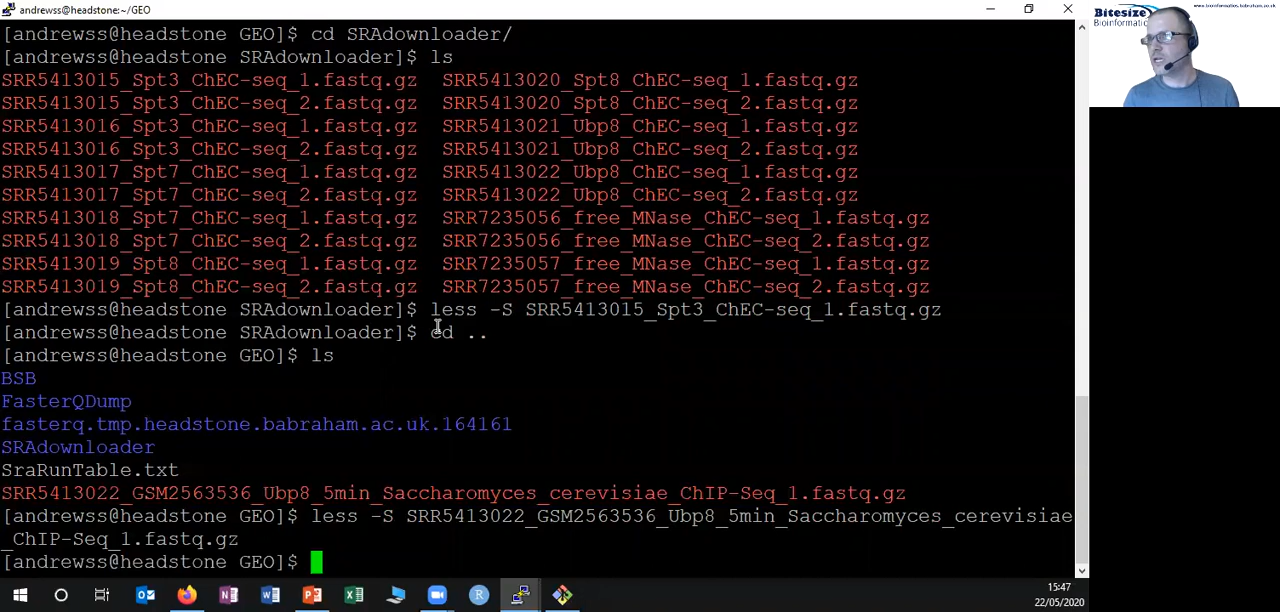 andrewss@headstone:~/GEO
Bitesize
Bioinformatics
www.bioinformatics.babraham.ac.uk
[andrewss@headstone GEO]$ cd SRAdownloader/
[andrewss@headstone SRAdownloader]$ ls
SRR5413015_Spt3_ChEC-seq_1.fastq.gz SRR5413020_Spt8_ChEC-seq_1.fastq.gz
SRR5413015_Spt3_ChEC-seq_2.fastq.gz SRR5413020_Spt8_ChEC-seq_2.fastq.gz
SRR5413016_Spt3_ChEC-seq_1.fastq.gz SRR5413021_Ubp8_ChEC-seq_1.fastq.gz
SRR5413016_Spt3_ChEC-seq_2.fastq.gz SRR5413021_Ubp8_ChEC-seq_2.fastq.gz
SRR5413017_Spt7_ChEC-seq_1.fastq.gz SRR5413022_Ubp8_ChEC-seq_1.fastq.gz
SRR5413017_Spt7_ChEC-seq_2.fastq.gz SRR5413022_Ubp8_ChEC-seq_2.fastq.gz
SRR5413018_Spt7_ChEC-seq_1.fastq.gz SRR7235056_free_MNase_ChEC-seq_1.fastq.gz
SRR5413018_Spt7_ChEC-seq_2.fastq.gz SRR7235056_free_MNase_ChEC-seq_2.fastq.gz
SRR5413019_Spt8_ChEC-seq_1.fastq.gz SRR7235057_free_MNase_ChEC-seq_1.fastq.gz
SRR5413019_Spt8_ChEC-seq_2.fastq.gz SRR7235057_free_MNase_ChEC-seq_2.fastq.gz
[andrewss@headstone SRAdownloader]$ less -S SRR5413015_Spt3_ChEC-seq_1.fastq.gz
[andrewss@headstone SRAdownloader]$ cd ..
[andrewss@headstone GEO]$ ls
BSB
FasterQDump
fasterq.tmp.headstone.babraham.ac.uk.164161
SRAdownloader
SraRunTable.txt
SRR5413022_GSM2563536_Ubp8_5min_Saccharomyces_cerevisiae_ChIP-Seq_1.fastq.gz
[andrewss@headstone GEO]$ less -S SRR5413022_GSM2563536_Ubp8_5min_Saccharomyces_cerevisiae
_ChIP-Seq_1.fastq.gz
[andrewss@headstone GEO]$
15:47
22/05/2020